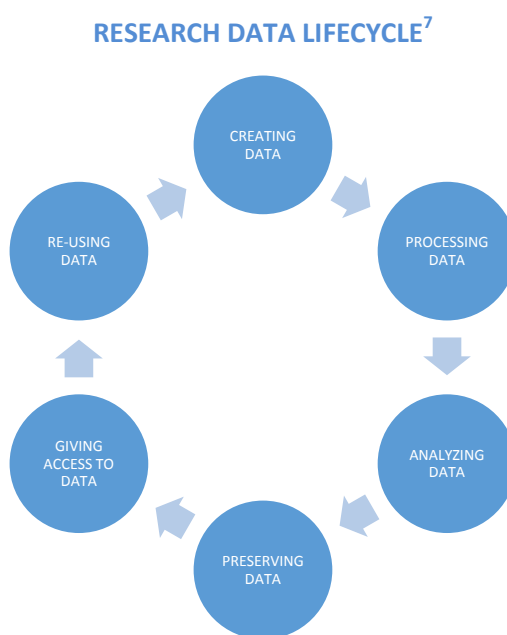 RESEARCH DATA LIFECYCLE7
CREATING
DATA
PROCESSING
DATA
ANALYZING
DATA
PRESERVING
DATA
GIVING
ACCESS TO
DATA
RE-USING
DATA